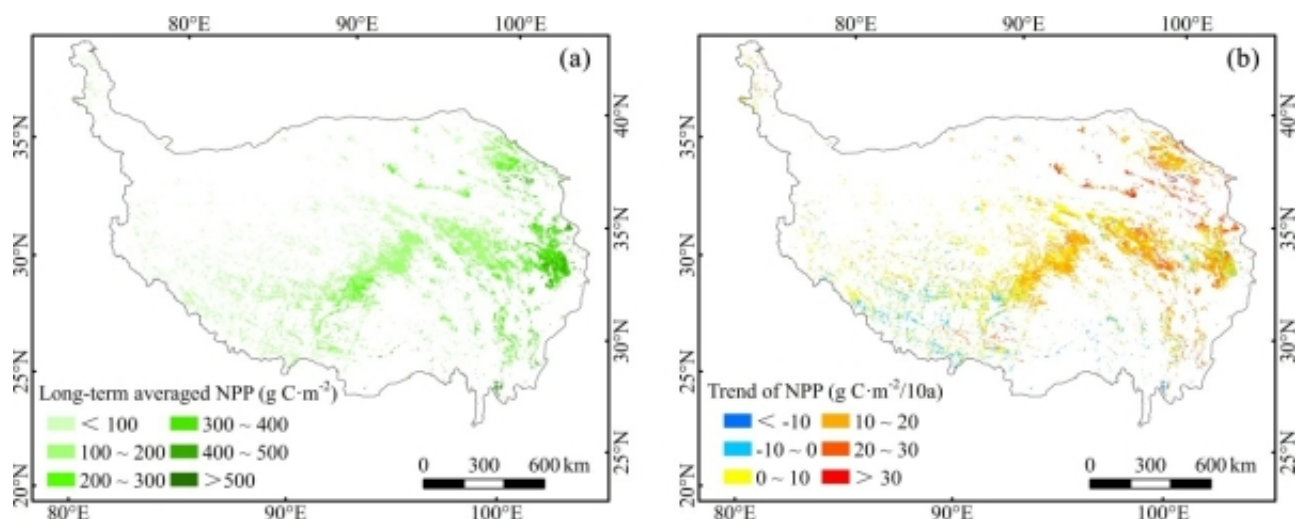 80°E 90°E 100°E
(a)
35°N 30°N 25°N 20°N
40°N 35°N 30°N 25°N
Long-term averaged NPP (g C·m⁻²)
< 100 300 ~ 400
100 ~ 200 400 ~ 500
200 ~ 300 >500
0 300 600 km
80°E 90°E 100°E
80°E 90°E 100°E
(b)
35°N 30°N 25°N 20°N
40°N 35°N 30°N 25°N
Trend of NPP (g C·m⁻²/10a)
< -10 10 ~ 20
-10 ~ 0 20 ~ 30
0 ~ 10 > 30
0 300 600 km
80°E 90°E 100°E